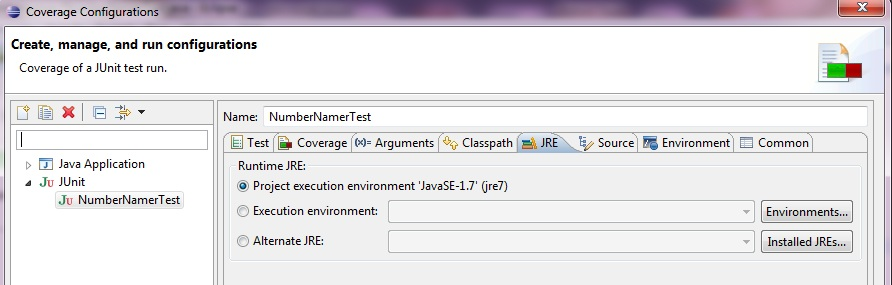 Coverage Configurations
Create, manage, and run configurations
Coverage of a JUnit test run.
Name: NumberNamerTest
Test Coverage (x)= Arguments Classpath JRE Source Environment Common
Java Application
JU JUnit
JU NumberNamerTest
Runtime JRE:
Project execution environment 'JavaSE-1.7' (jre7)
Execution environment: Environments...
Alternate JRE: Installed JREs...